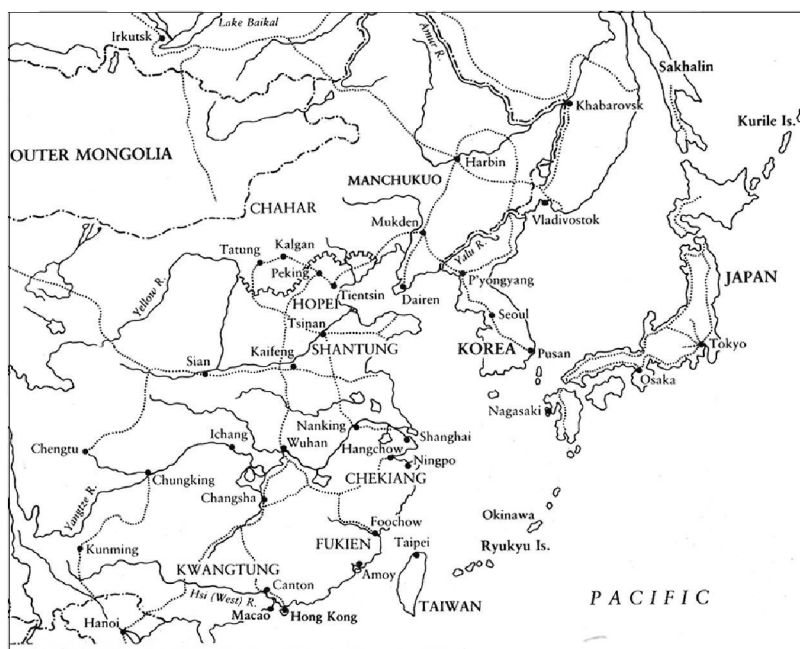 Lake Baikal
Irkutsk
Amur R.
Sakhalin
Khabarovsk
Kurile Is.
OUTER MONGOLIA
Harbin
MANCHUKUO
CHAHAR
Vladivostok
Mukden
Kalgan
Tatung
Yalu R.
Peking
P'yongyang
JAPAN
Yellow R.
Tientsin
Dairen
HOPEI
Seoul
Tsinan
SHANTUNG
KOREA
Pusan
Tokyo
Sian
Kaifeng
Osaka
Nagasaki
Nanking
Shanghai
Ichang
Wuhan
Hangchow
Chengtu
Ningpo
Chungking
CHEKIANG
Changsha
Yangtze R.
Okinawa
Foochow
Kunming
FUKIEN
Taipei
Ryukyu Is.
KWANGTUNG
Amoy
Canton
Hsi (West) R.
PACIFIC
Macao
Hong Kong
TAIWAN
Hanoi